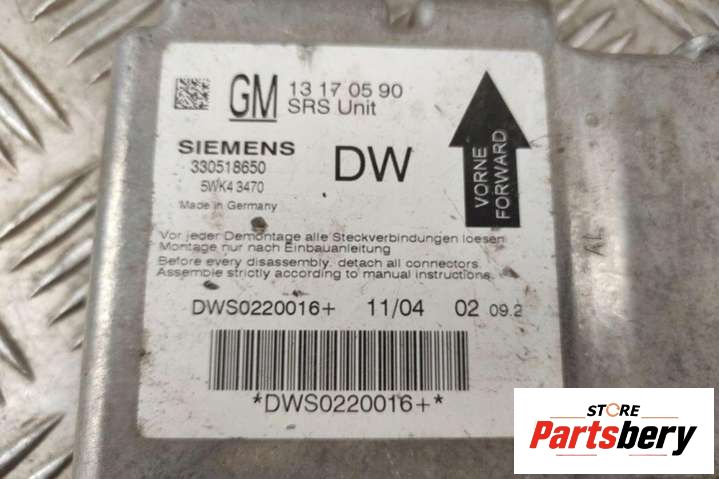 GM 13 17 05 90
SRS Unit
SIEMENS
330518650
5WK4 3470
Made in Germany
DW
VORNE
FORWARD
Vor jeder Demontage alle Steckverbindungen loesen
Montage nur nach Einbauanleitung
Before every disassembly, detach all connectors.
Assemble strictly according to manual instructions.
DWS0220016+ 11/04 02 09.2
*DWS0220016+*
AL
STORE
Partsbery